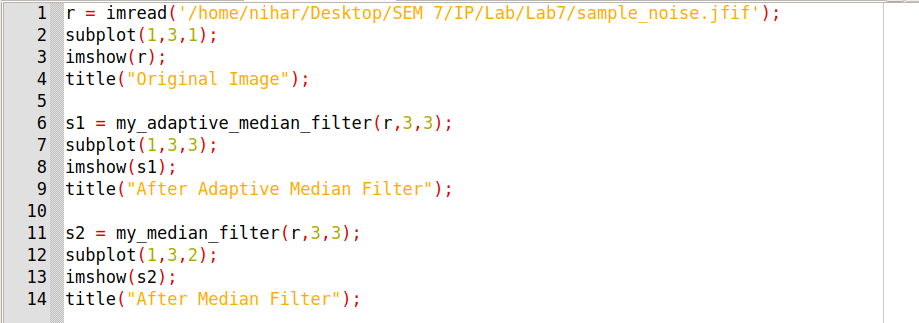 1 r = imread('/home/nihar/Desktop/SEM 7/IP/Lab/Lab7/sample_noise.jfif');
2 subplot(1,3,1);
3 imshow(r);
4 title("Original Image");
5
6 s1 = my_adaptive_median_filter(r,3,3);
7 subplot(1,3,3);
8 imshow(s1);
9 title("After Adaptive Median Filter");
10
11 s2 = my_median_filter(r,3,3);
12 subplot(1,3,2);
13 imshow(s2);
14 title("After Median Filter");